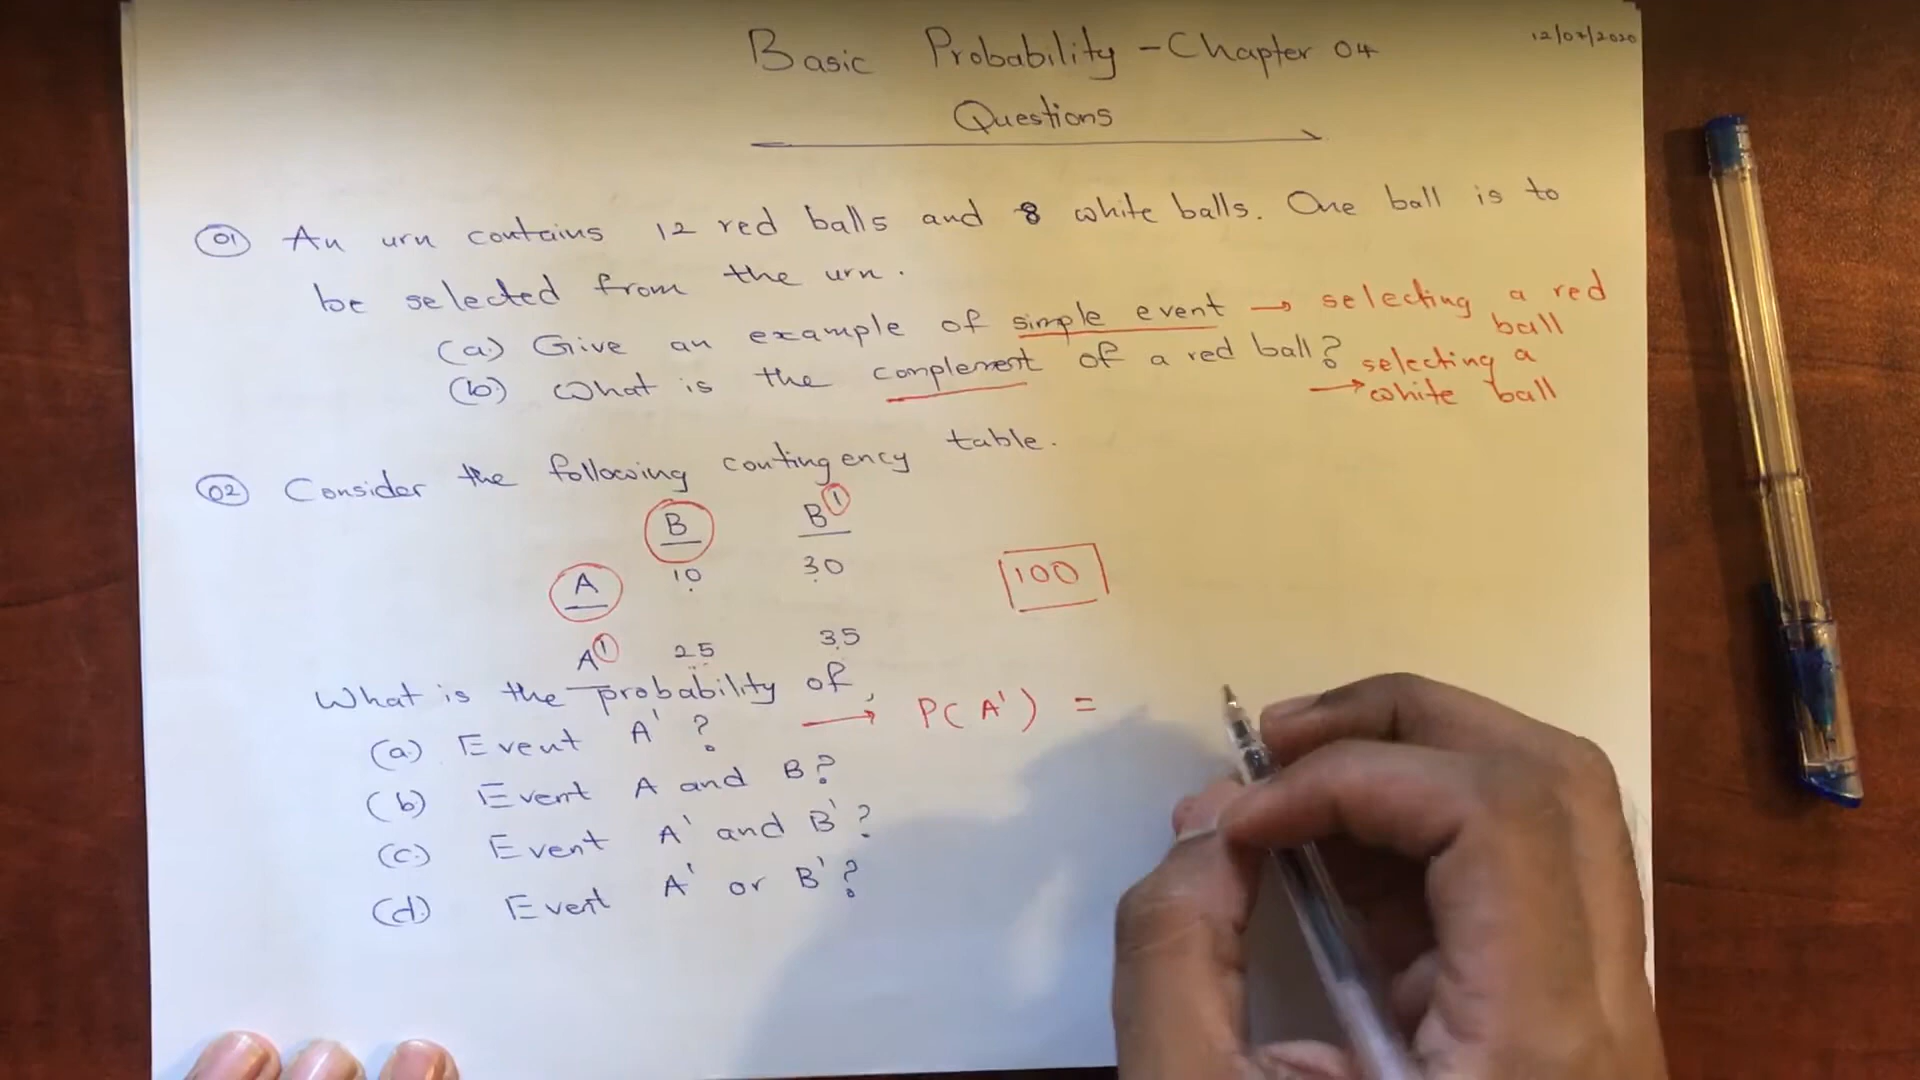 Basic Probability - Chapter 04
12/07/2020
Questions
01 An urn contains 12 red balls and 8 white balls. One ball is to
be selected from the urn.
(a) Give an example of simple event → selecting a red
ball
(b) What is the complement of a red ball? selecting a
→ white ball
02 Consider the following contingency table.
B B'
A 10 30
100
A' 25 35
What is the probability of,
(a) Event A' ? → P(A') =
(b) Event A and B?
(c) Event A' and B'?
(d) Event A' or B'?